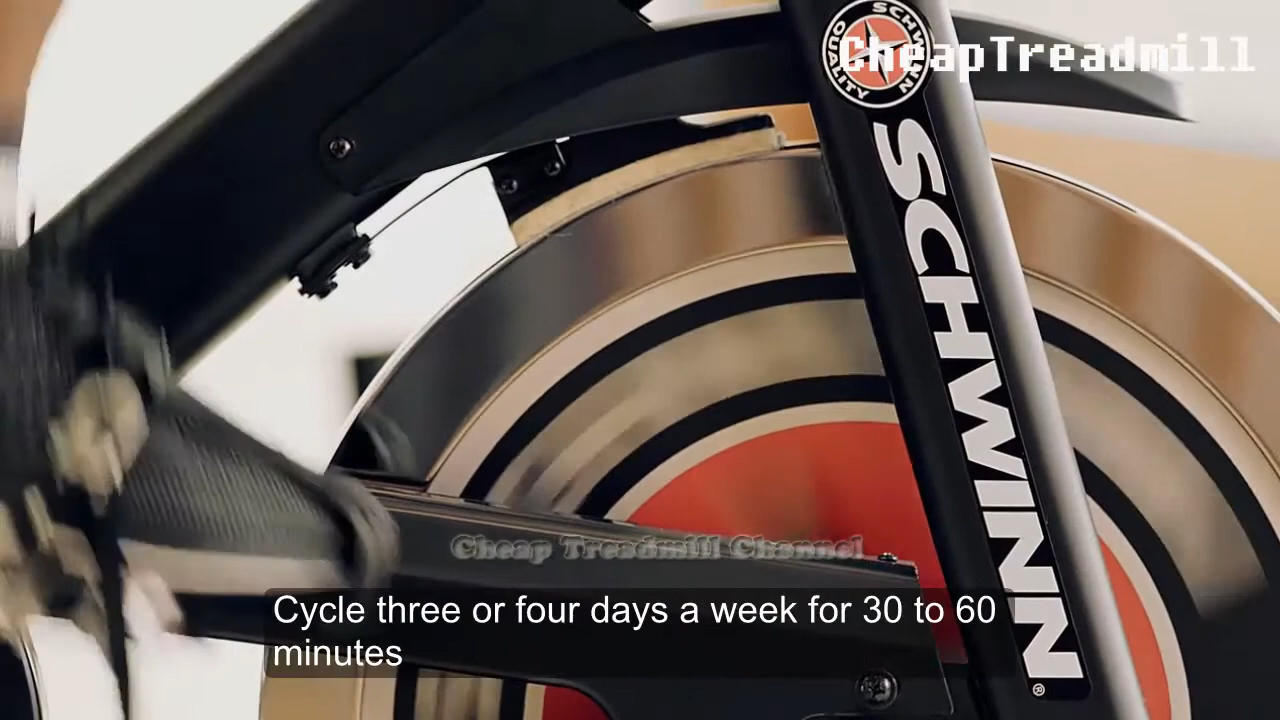 CheapTreadmill
SCHWINN
QUALITY
SCHWINN®
Cheap Treadmill Channel
Cycle three or four days a week for 30 to 60
minutes